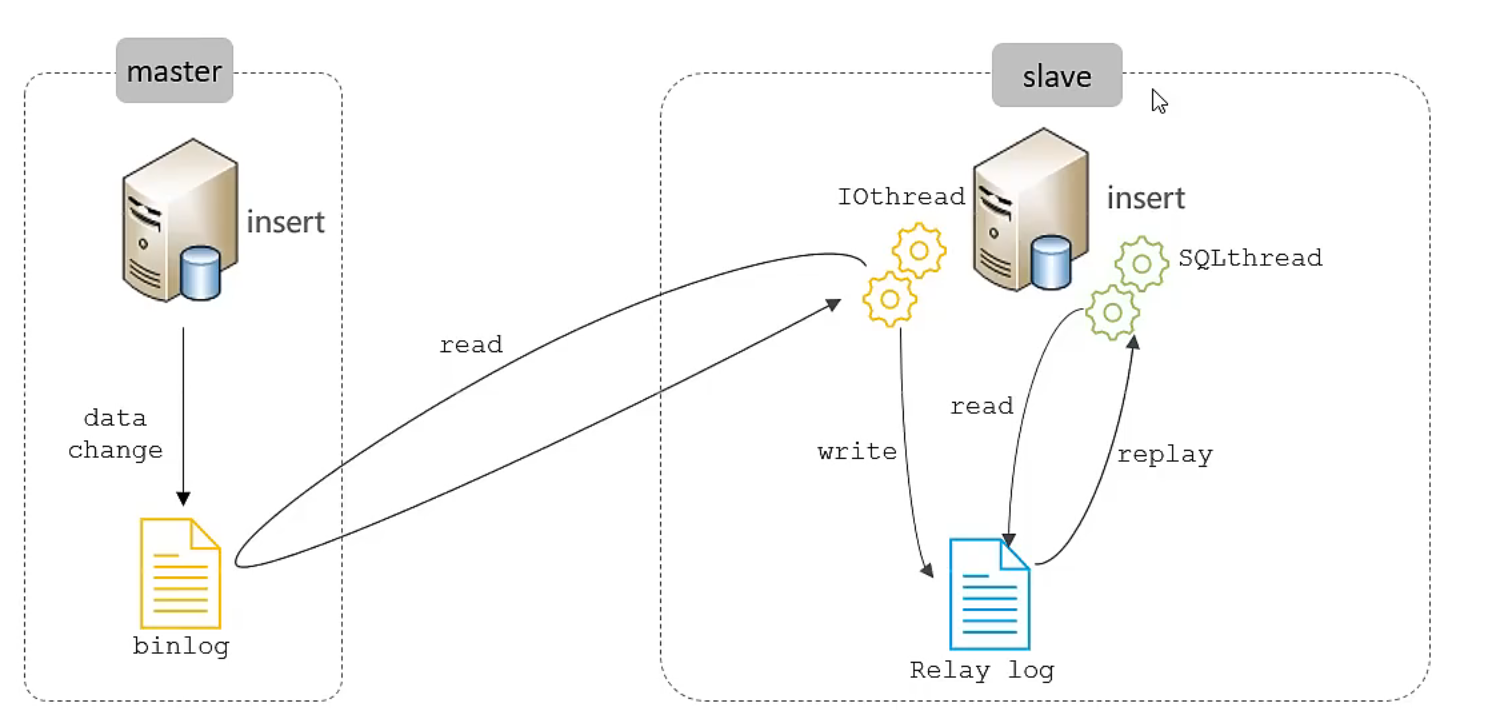 master
slave
insert
IOthread
insert
SQLthread
read
data
change
read
write
replay
binlog
Relay log